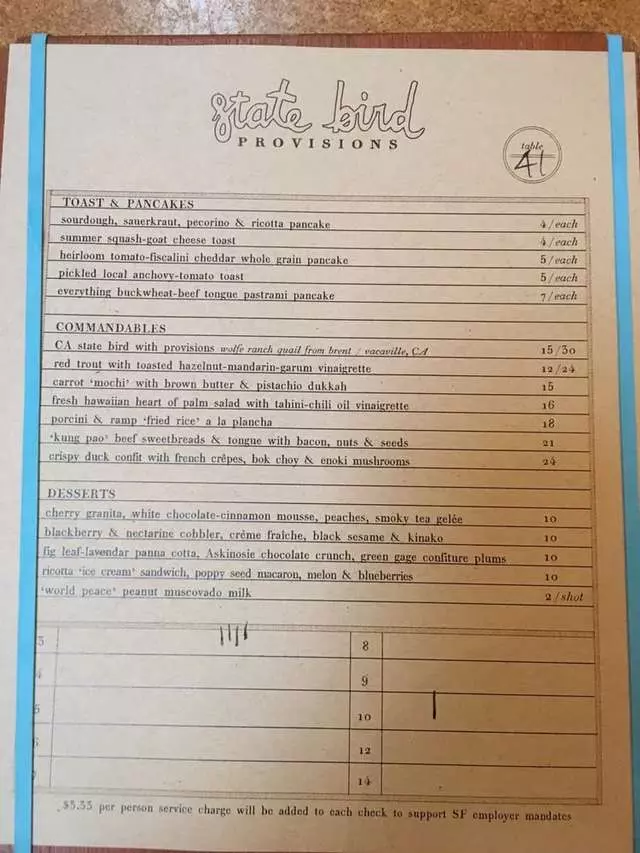 state bird
PROVISIONS
table
41
TOAST & PANCAKES
sourdough, sauerkraut, pecorino & ricotta pancake 4/each
summer squash-goat cheese toast 4/each
heirloom tomato-fiscalini cheddar whole grain pancake 5/each
pickled local anchovy-tomato toast 5/each
everything buckwheat-beef tongue pastrami pancake 7/each
COMMANDABLES
CA state bird with provisions wolfe ranch quail from brent / vacaville, CA 15/30
red trout with toasted hazelnut-mandarin-garum vinaigrette 12/24
carrot 'mochi' with brown butter & pistachio dukkah 15
fresh hawaiian heart of palm salad with tahini-chili oil vinaigrette 16
porcini & ramp 'fried rice' a la plancha 18
'kung pao' beef sweetbreads & tongue with bacon, nuts & seeds 21
crispy duck confit with french crêpes, bok choy & enoki mushrooms 24
DESSERTS
cherry granita, white chocolate-cinnamon mousse, peaches, smoky tea gelée 10
blackberry & nectarine cobbler, crème fraîche, black sesame & kinako 10
fig leaf-lavendar panna cotta, Askinosie chocolate crunch, green gage confiture plums 10
ricotta 'ice cream' sandwich, poppy seed macaron, melon & blueberries 10
'world peace' peanut muscovado milk 2/shot
3 8
4 9
5 10
12
14
$3.33 per person service charge will be added to each check to support SF employer mandates